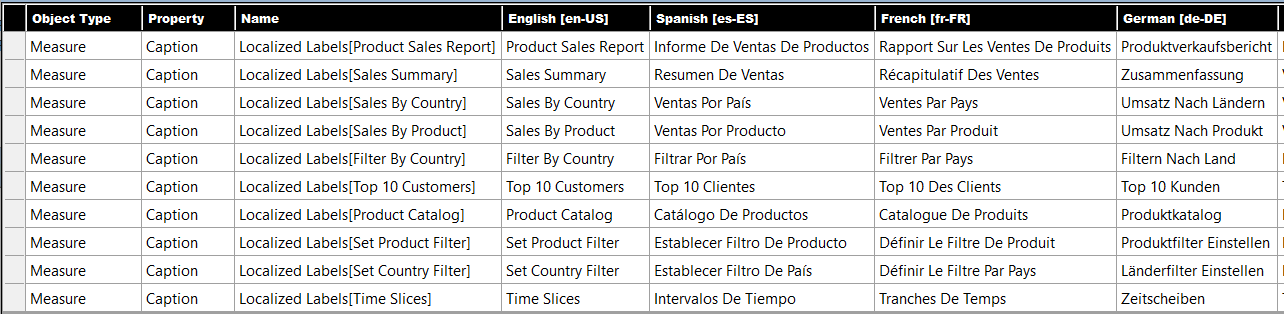 Object Type Property Name English [en-US] Spanish [es-ES] French [fr-FR] German [de-DE]
Measure Caption Localized Labels[Product Sales Report] Product Sales Report Informe De Ventas De Productos Rapport Sur Les Ventes De Produits Produktverkaufsbericht
Measure Caption Localized Labels[Sales Summary] Sales Summary Resumen De Ventas Récapitulatif Des Ventes Zusammenfassung
Measure Caption Localized Labels[Sales By Country] Sales By Country Ventas Por País Ventes Par Pays Umsatz Nach Ländern
Measure Caption Localized Labels[Sales By Product] Sales By Product Ventas Por Producto Ventes Par Produit Umsatz Nach Produkt
Measure Caption Localized Labels[Filter By Country] Filter By Country Filtrar Por País Filtrer Par Pays Filtern Nach Land
Measure Caption Localized Labels[Top 10 Customers] Top 10 Customers Top 10 Clientes Top 10 Des Clients Top 10 Kunden
Measure Caption Localized Labels[Product Catalog] Product Catalog Catálogo De Productos Catalogue De Produits Produktkatalog
Measure Caption Localized Labels[Set Product Filter] Set Product Filter Establecer Filtro De Producto Définir Le Filtre De Produit Produktfilter Einstellen
Measure Caption Localized Labels[Set Country Filter] Set Country Filter Establecer Filtro De País Définir Le Filtre Par Pays Länderfilter Einstellen
Measure Caption Localized Labels[Time Slices] Time Slices Intervalos De Tiempo Tranches De Temps Zeitscheiben